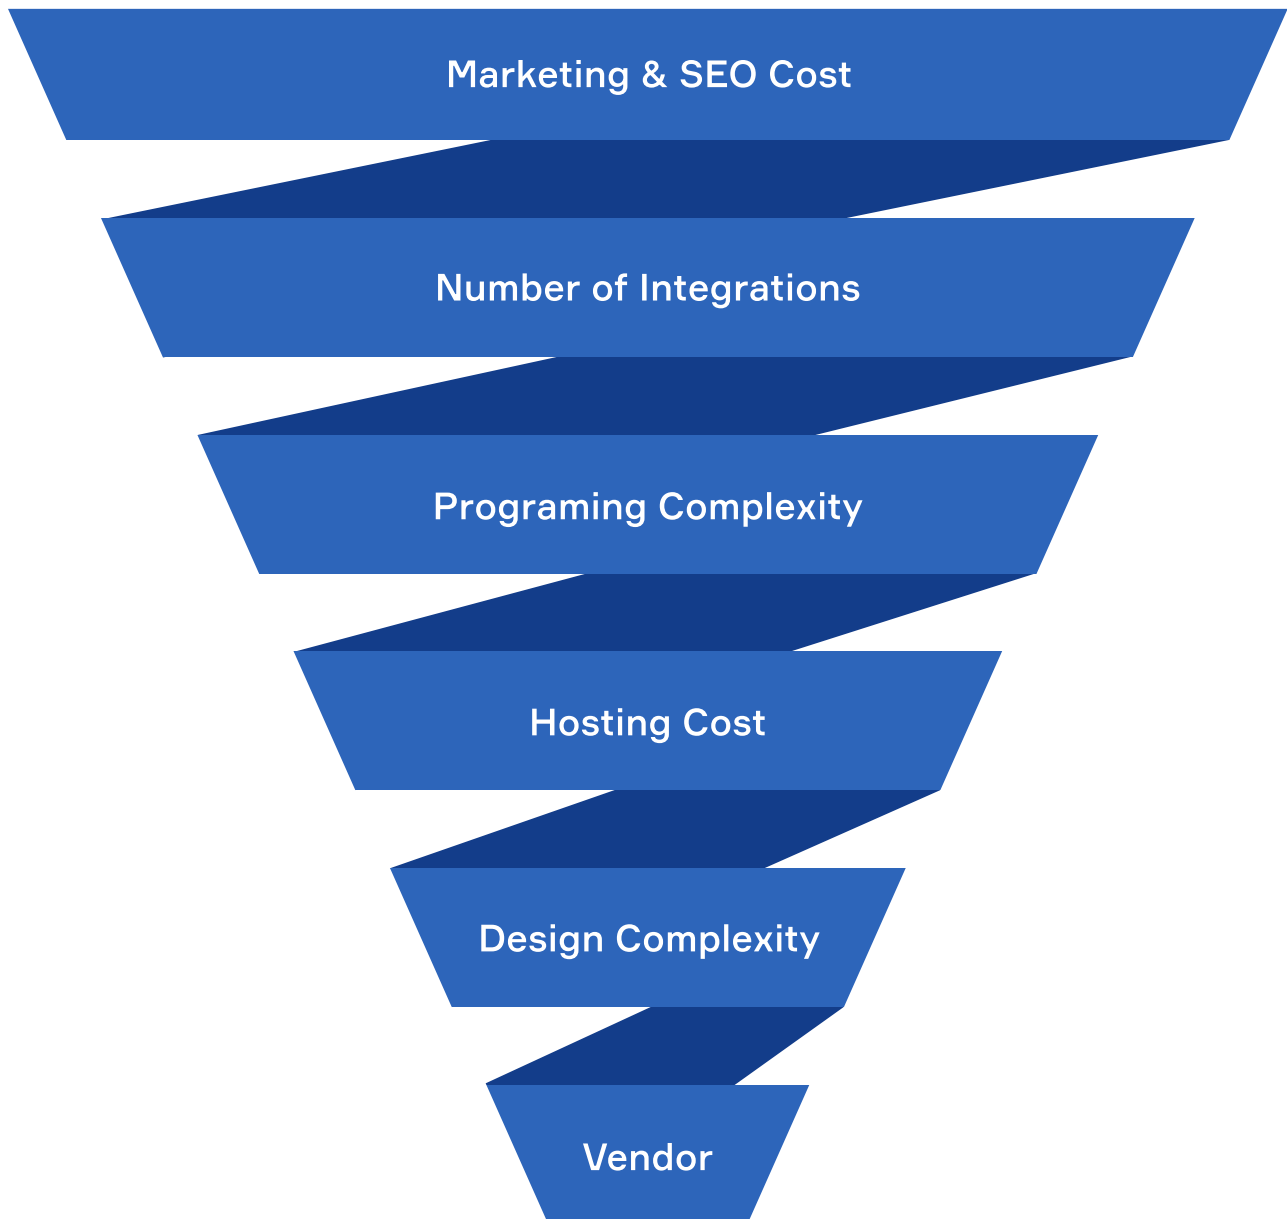 Marketing & SEO Cost
Number of Integrations
Programing Complexity
Hosting Cost
Design Complexity
Vendor